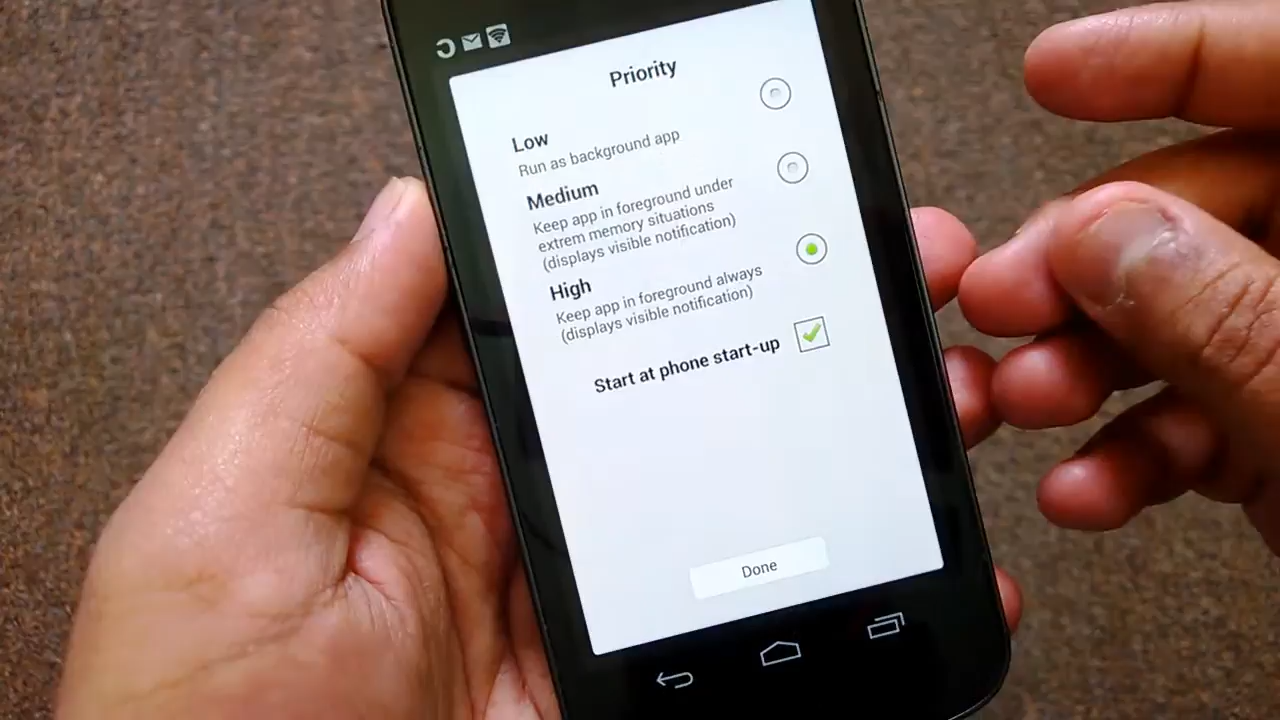 Priority
Low
Run as background app
Medium
Keep app in foreground under
extrem memory situations
(displays visible notification)
High
Keep app in foreground always
(displays visible notification)
Start at phone start-up
Done